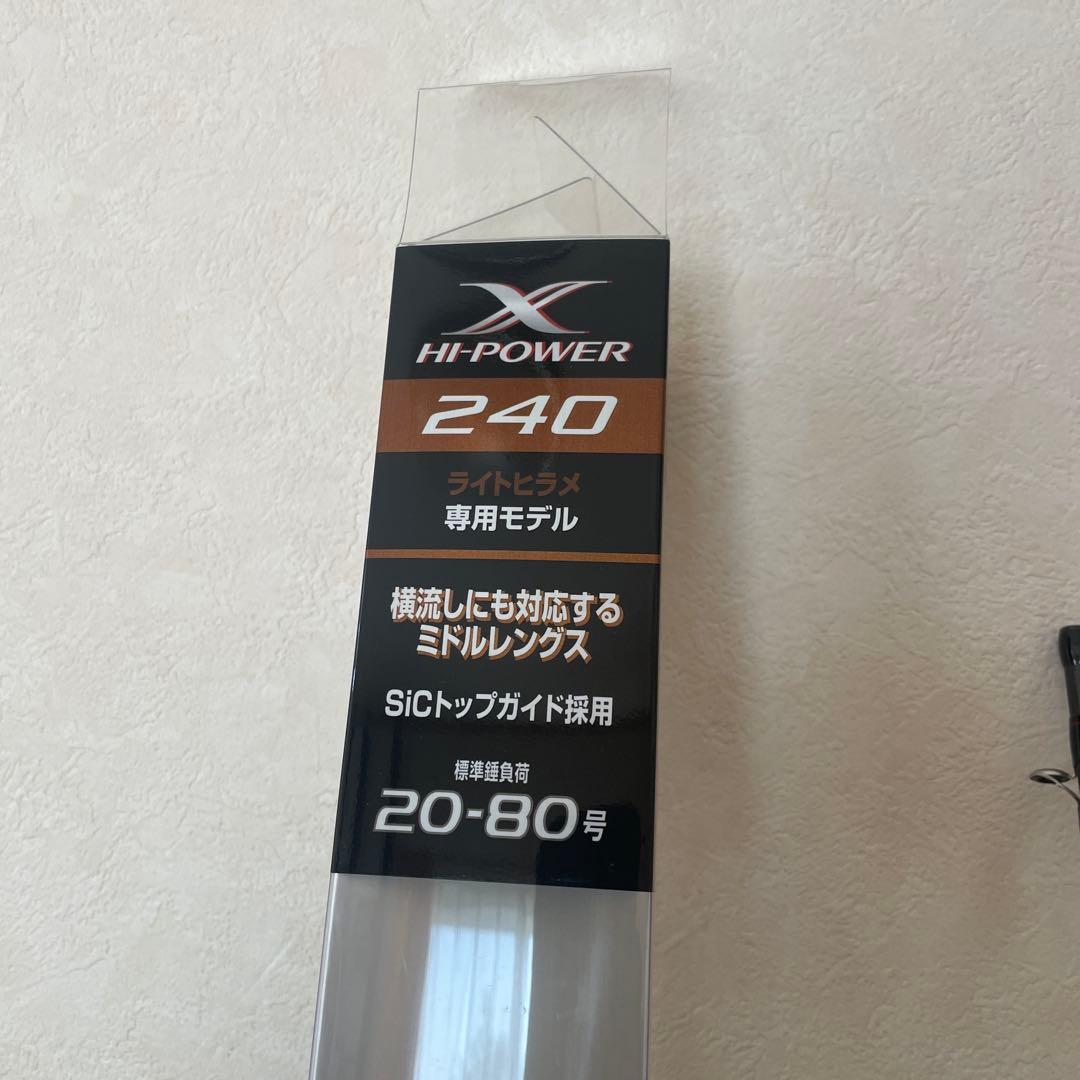 X
HI-POWER
240
ライトヒラメ
専用モデル
横流しにも対応する
ミドルレングス
SiCトップガイド採用
標準錘負荷
20-80号